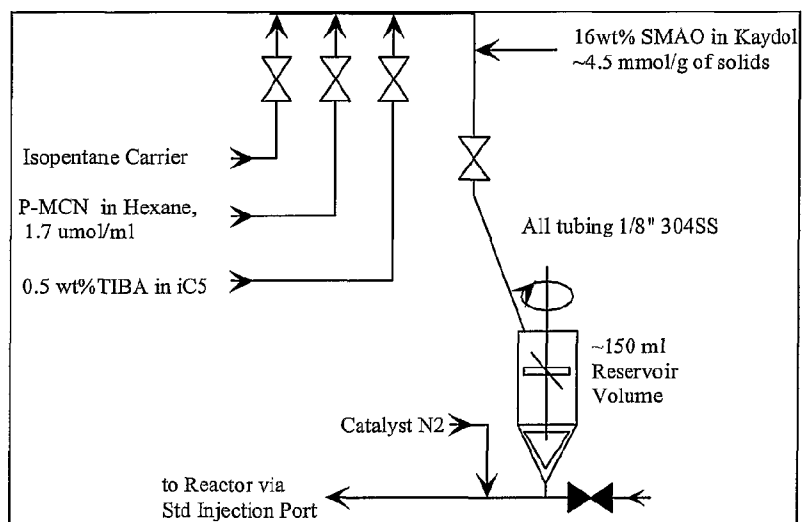 16wt% SMAO in Kaydol
~4.5 mmol/g of solids
Isopentane Carrier
P-MCN in Hexane,
1.7 umol/ml
All tubing 1/8" 304SS
0.5 wt%TIBA in iC5
~150 ml
Reservoir
Volume
Catalyst N2
to Reactor via
Std Injection Port